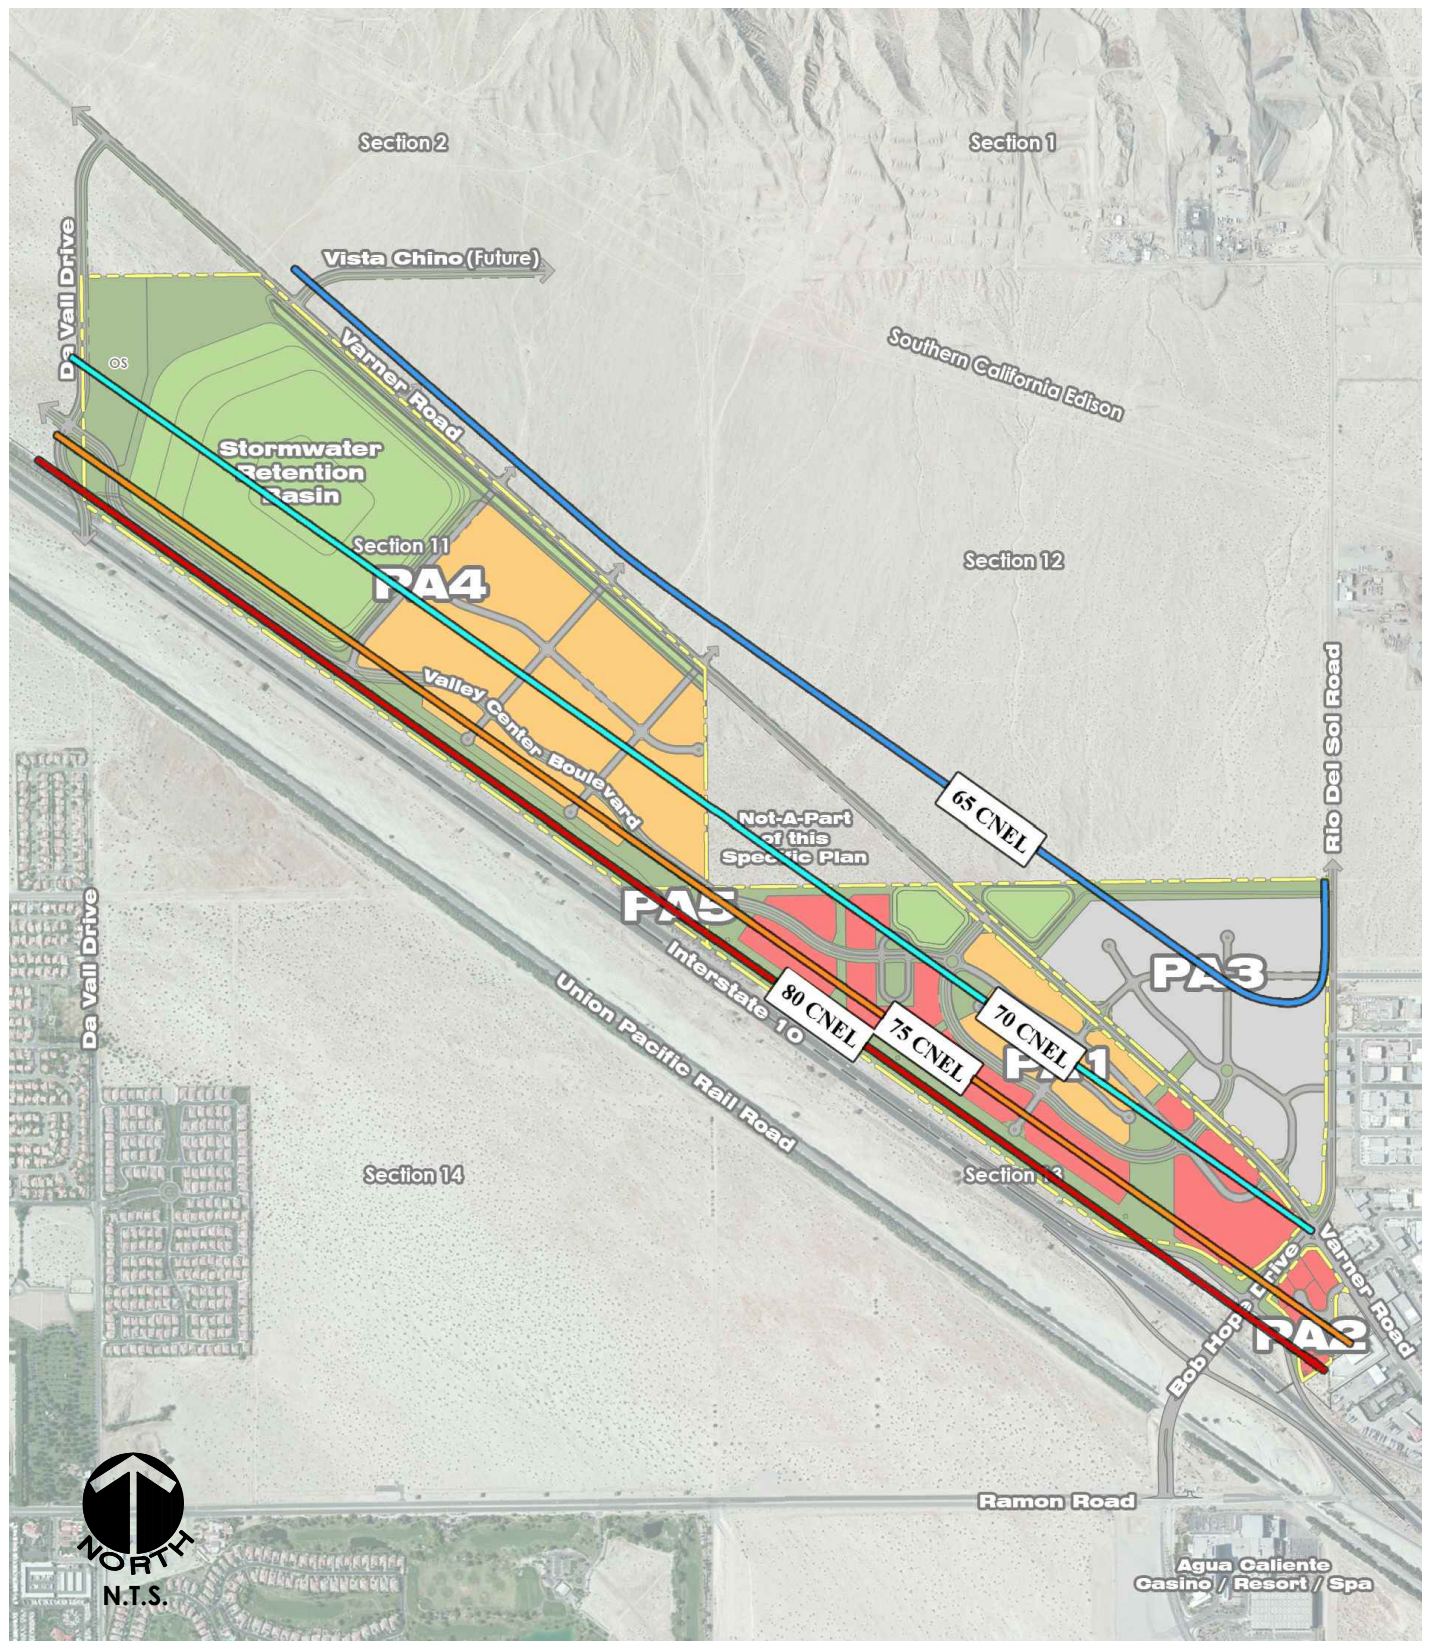 Section 2
Section 1
Da Vall Drive
Vista Chino (Future)
Varner Road
Southern California Edison
OS
Stormwater
Retention
Basin
Section 11
PA4
Section 12
Valley Center Boulevard
Rio Del Sol Road
65 CNEL
Not-A-Part
of this
Specific Plan
Da Vall Drive
PA5
Interstate 10
Union Pacific Rail Road
PA3
80 CNEL
75 CNEL
70 CNEL
PA1
Section 14
Section 13
Bob Hope Drive
Varner Road
PA2
Ramon Road
NORTH
N.T.S.
Agua Caliente
Casino / Resort / Spa